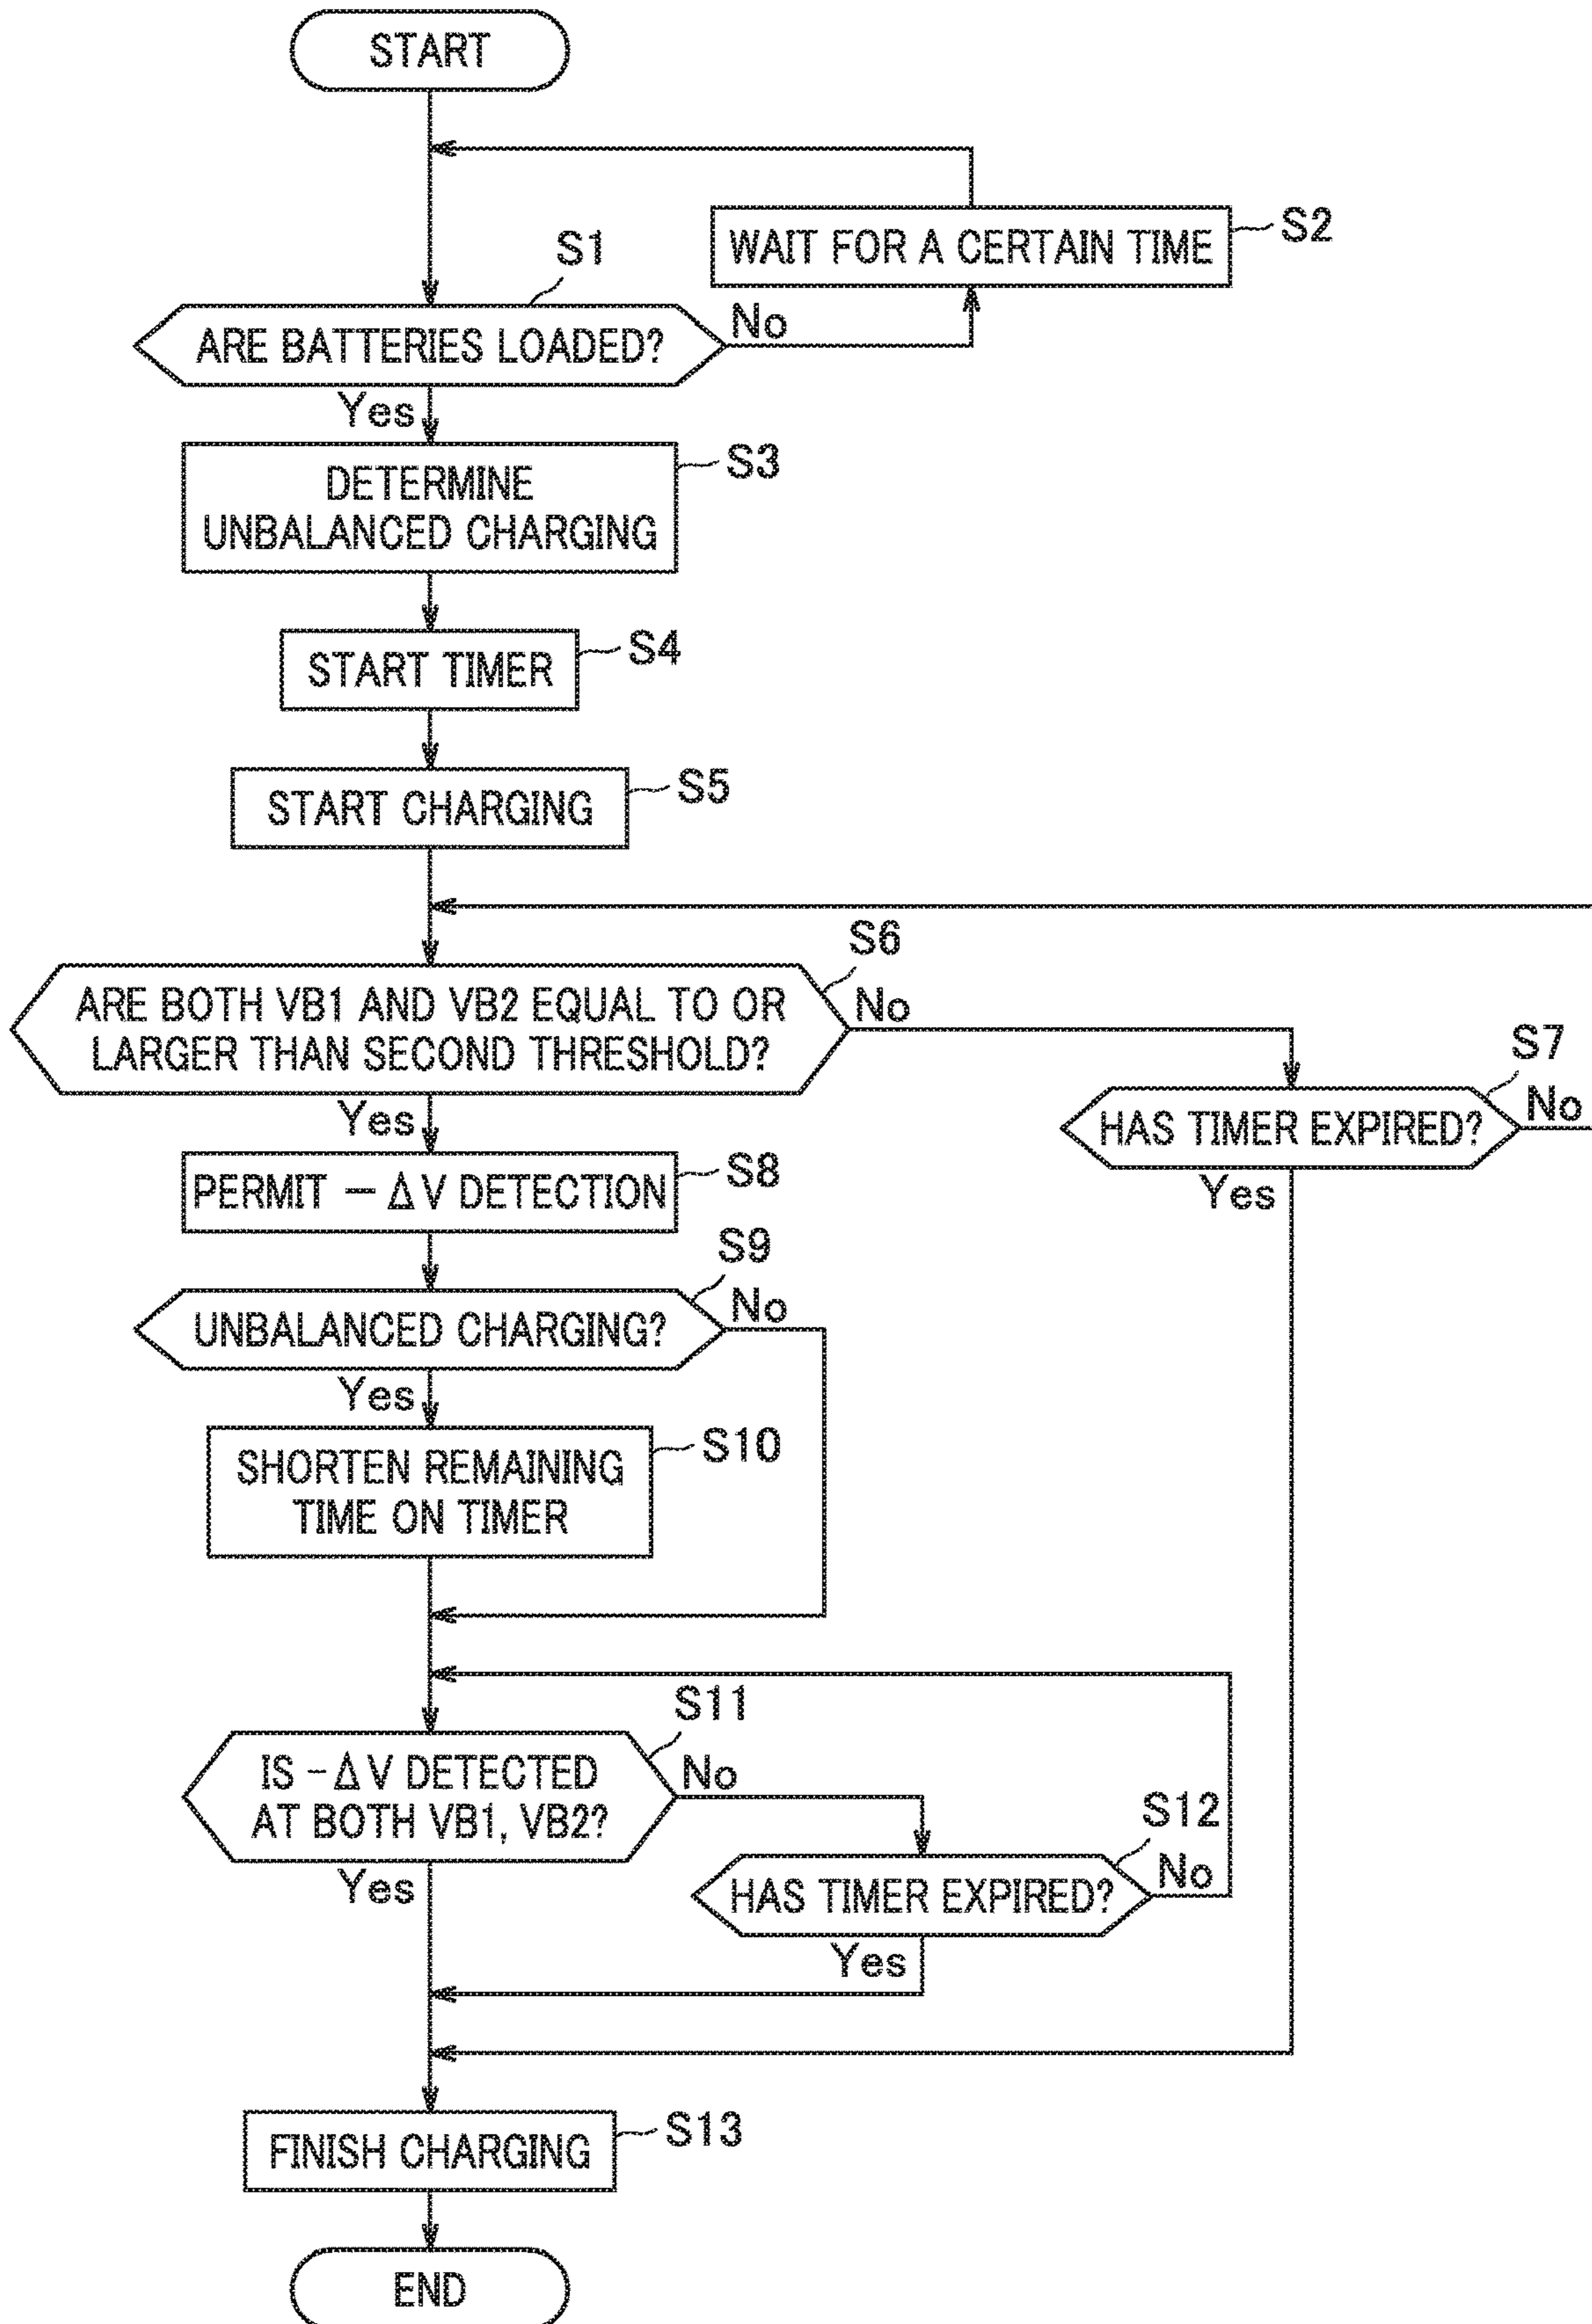 START
S2
WAIT FOR A CERTAIN TIME
S1
No
ARE BATTERIES LOADED?
Yes
S3
DETERMINE
UNBALANCED CHARGING
S4
START TIMER
S5
START CHARGING
S6
ARE BOTH VB1 AND VB2 EQUAL TO OR
LARGER THAN SECOND THRESHOLD?
No
S7
HAS TIMER EXPIRED?
No
Yes
Yes
S8
PERMIT −ΔV DETECTION
S9
UNBALANCED CHARGING?
No
Yes
S10
SHORTEN REMAINING
TIME ON TIMER
S11
IS −ΔV DETECTED
AT BOTH VB1, VB2?
No
S12
HAS TIMER EXPIRED?
No
Yes
Yes
S13
FINISH CHARGING
END